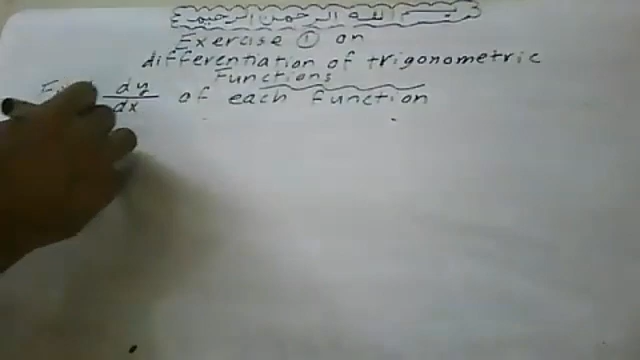 بسم الله الرحمن الرحيم
Exercise ① on
differentiation of trigonometric
Functions
dy/dx of each function